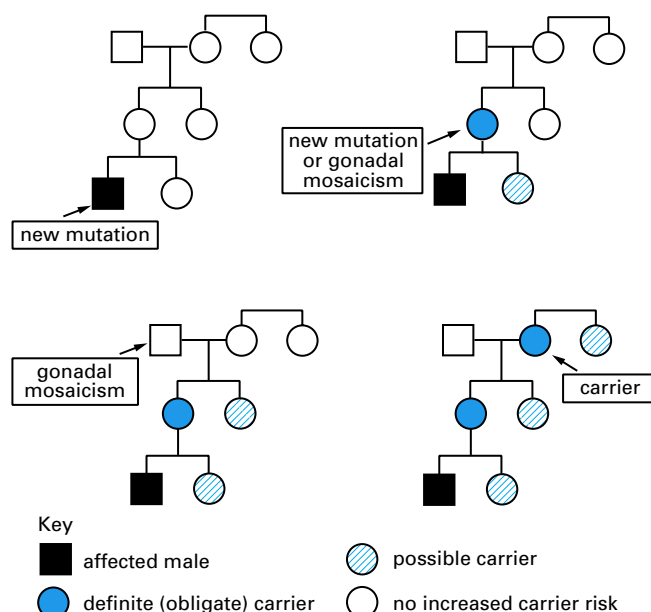 new mutation
or gonadal
mosaicism
new mutation
gonadal
mosaicism
carrier
Key
affected male
possible carrier
definite (obligate) carrier
no increased carrier risk